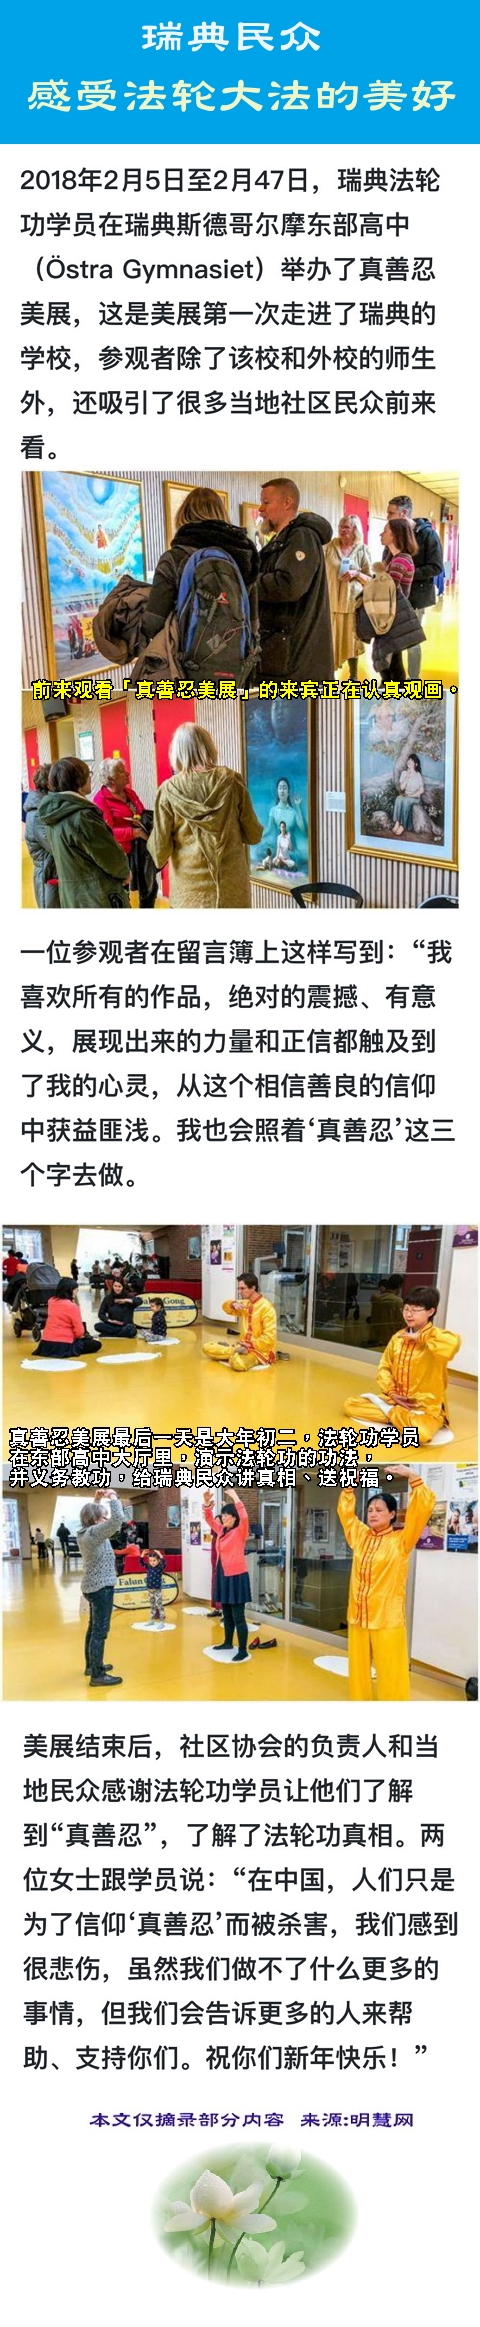 瑞典民众
感受法轮大法的美好
2018年2月5日至2月47日，瑞典法轮
功学员在瑞典斯德哥尔摩东部高中
（Östra Gymnasiet）举办了真善忍
美展，这是美展第一次走进了瑞典的
学校，参观者除了该校和外校的师生
外，还吸引了很多当地社区民众前来
看。
前来观看「真善忍美展」的来宾正在认真观画。
一位参观者在留言簿上这样写到：“我
喜欢所有的作品，绝对的震撼、有意
义，展现出来的力量和正信都触及到
了我的心灵，从这个相信善良的信仰
中获益匪浅。我也会照着‘真善忍’这三
个字去做。
真善忍美展最后一天是大年初二，法轮功学员
在东部高中大厅里，演示法轮功的功法，
并义务教功，给瑞典民众讲真相、送祝福。
Falun
美展结束后，社区协会的负责人和当
地民众感谢法轮功学员让他们了解
到“真善忍”，了解了法轮功真相。两
位女士跟学员说：“在中国，人们只是
为了信仰‘真善忍’而被杀害，我们感到
很悲伤，虽然我们做不了什么更多的
事情，但我们会告诉更多的人来帮
助、支持你们。祝你们新年快乐！”
本文仅摘录部分内容 来源:明慧网